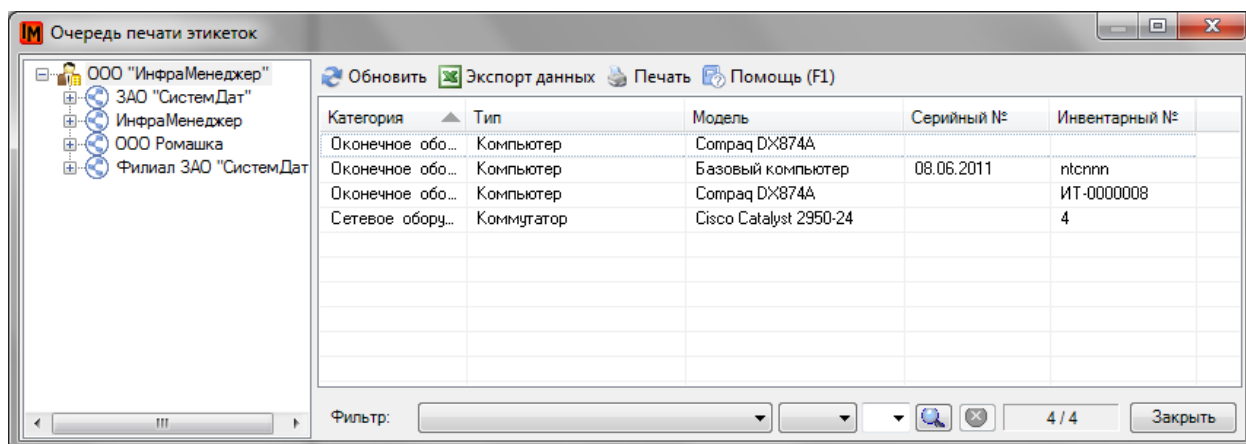 IM Очередь печати этикеток
ООО "ИнфраМенеджер"
ЗАО "СистемДат"
ИнфраМенеджер
ООО Ромашка
Филиал ЗАО "СистемДат
Обновить Экспорт данных Печать Помощь (F1)
Категория Тип Модель Серийный № Инвентарный №
Оконечное обо... Компьютер Compaq DX874A
Оконечное обо... Компьютер Базовый компьютер 08.06.2011 ntcnnn
Оконечное обо... Компьютер Compaq DX874A ИТ-0000008
Сетевое обору... Коммутатор Cisco Catalyst 2950-24 4
Фильтр: 4 / 4 Закрыть